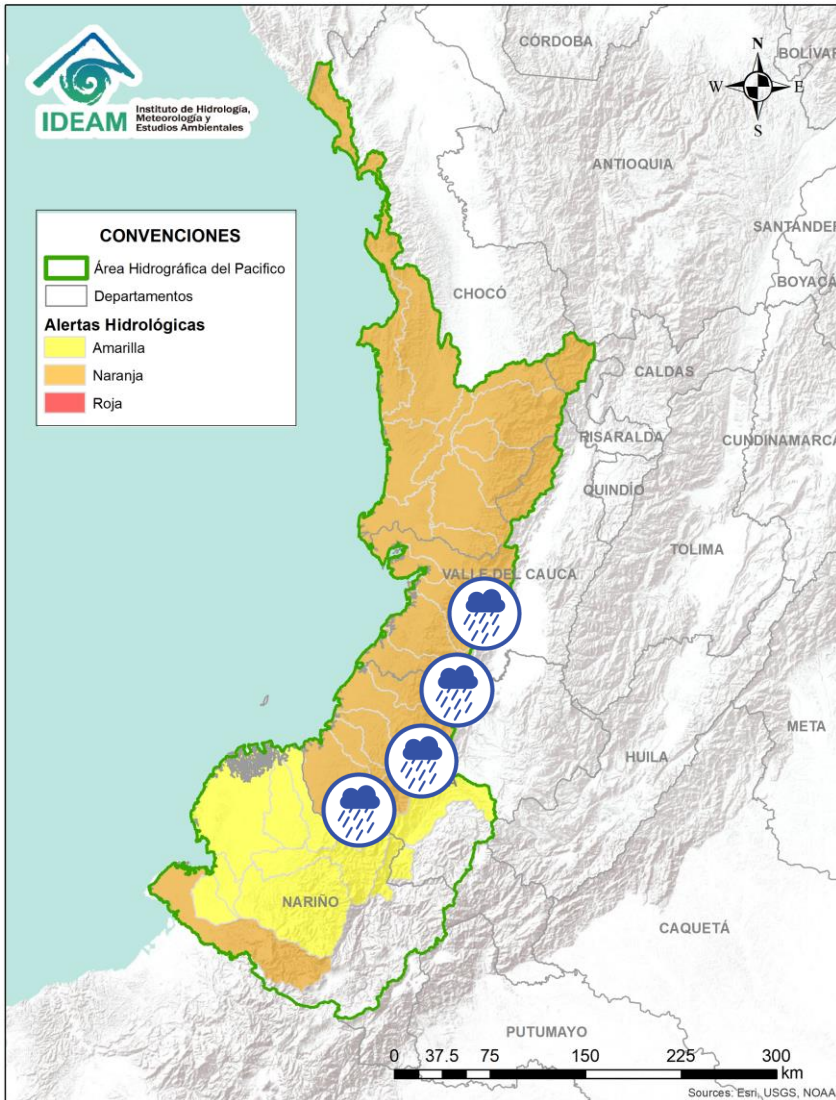 IDEAM
Instituto de Hidrología,
Meteorología y
Estudios Ambientales
CÓRDOBA
BOLÍVAR
N
W
E
S
ANTIOQUIA
SANTANDER
BOYACÁ
CONVENCIONES
Área Hidrográfica del Pacifico
Departamentos
Alertas Hidrológicas
Amarilla
Naranja
Roja
CHOCÓ
CALDAS
RISARALDA
CUNDINAMARCA
QUINDÍO
TOLIMA
VALLE DEL CAUCA
META
HUILA
NARIÑO
CAQUETÁ
PUTUMAYO
0 37.5 75 150 225 300
km
Sources: Esri, USGS, NOAA